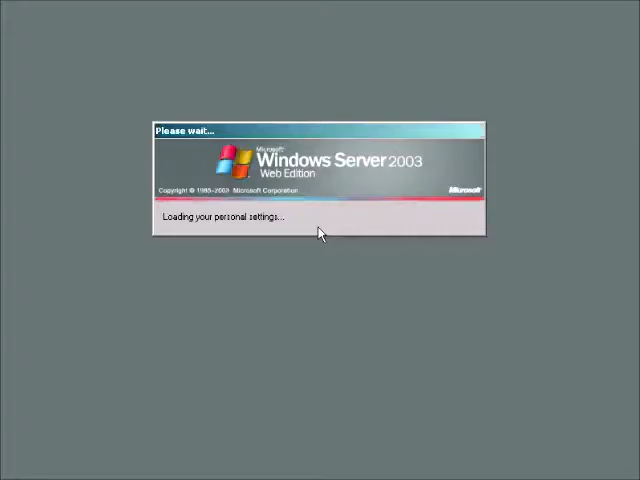 Please wait...
Microsoft
Windows Server 2003
Web Edition
Copyright © 1985-2003 Microsoft Corporation
Microsoft
Loading your personal settings...